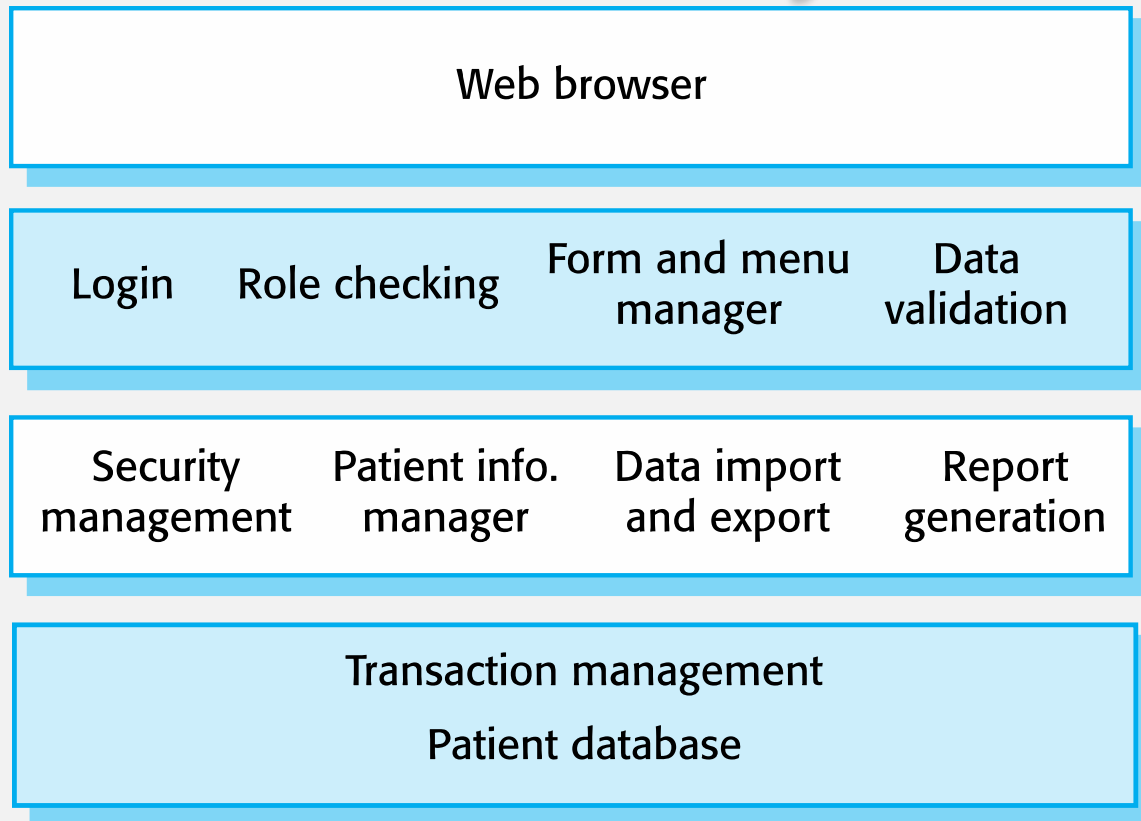 Web browser
Login Role checking Form and menu manager Data validation
Security management Patient info. manager Data import and export Report generation
Transaction management
Patient database